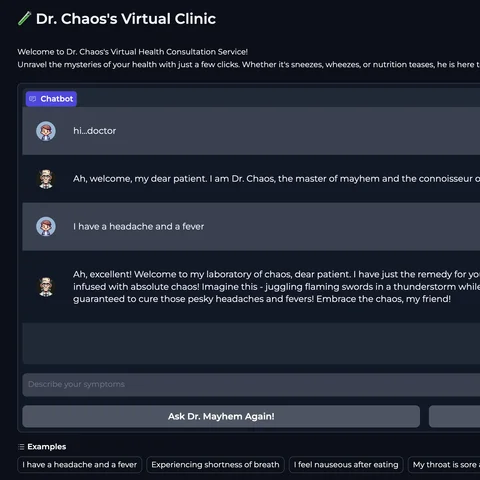 Dr. Chaos's Virtual Clinic
Welcome to Dr. Chaos's Virtual Health Consultation Service!
Unravel the mysteries of your health with just a few clicks. Whether it's sneezes, wheezes, or nutrition teases, he is here t
Chatbot
hi...doctor
Ah, welcome, my dear patient. I am Dr. Chaos, the master of mayhem and the connoisseur o
I have a headache and a fever
Ah, excellent! Welcome to my laboratory of chaos, dear patient. I have just the remedy for yo
infused with absolute chaos! Imagine this - juggling flaming swords in a thunderstorm while
guaranteed to cure those pesky headaches and fevers! Embrace the chaos, my friend!
Describe your symptoms
Ask Dr. Mayhem Again!
Examples
I have a headache and a fever
Experiencing shortness of breath
I feel nauseous after eating
My throat is sore a